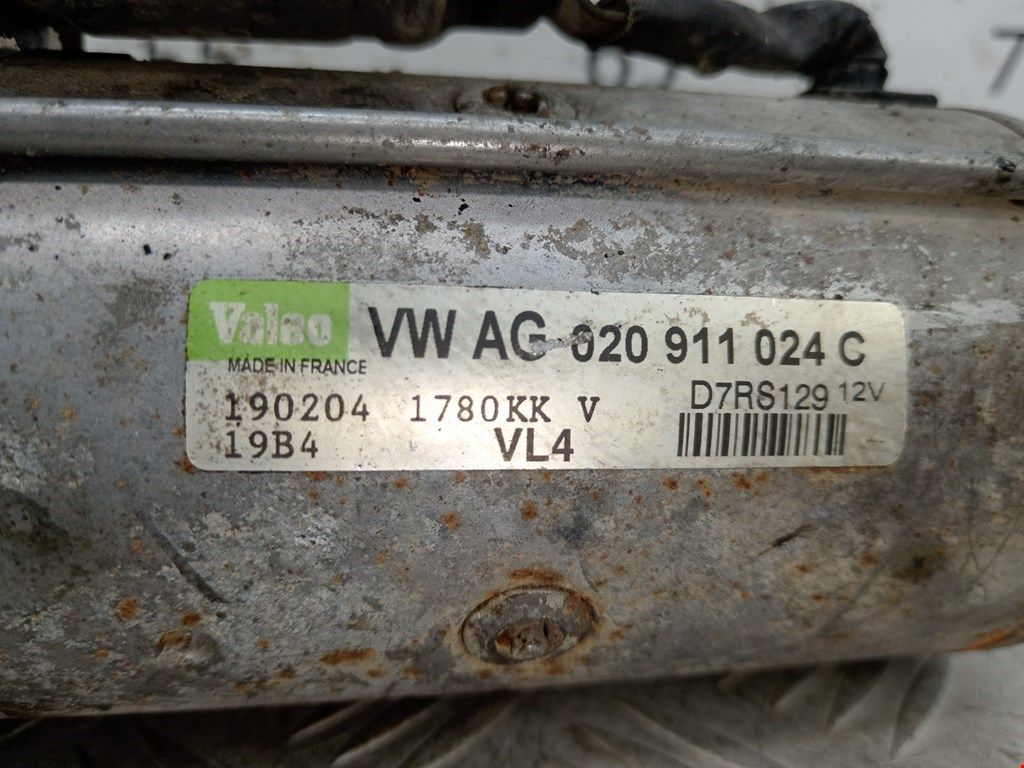 Valeo VW AG 020 911 024 C
MADE IN FRANCE
D7RS129 12V
190204 1780KK V
19B4 VL4